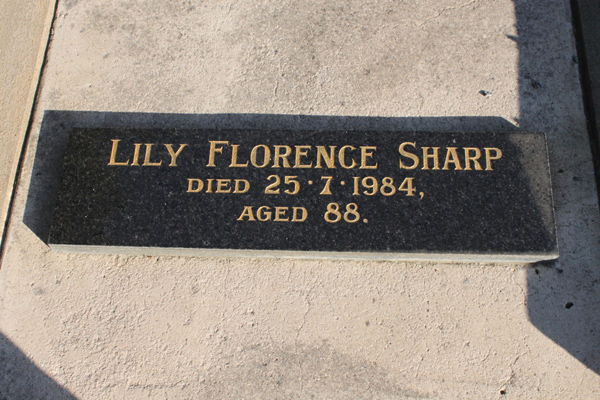 LILY FLORENCE SHARP
DIED 25·7·1984,
AGED 88.